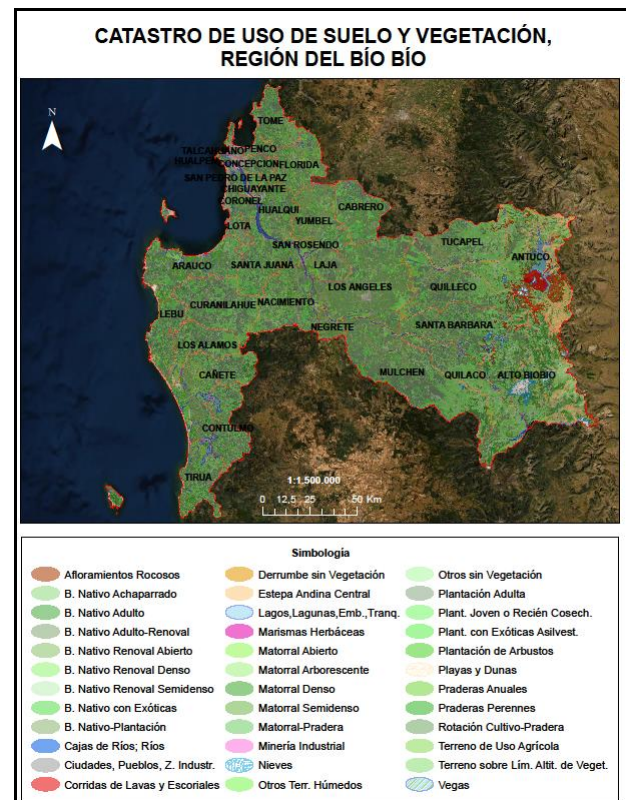 CATASTRO DE USO DE SUELO Y VEGETACIÓN,
REGIÓN DEL BÍO BÍO
N
TOME
TALCAHUANO PENCO
HUALPEN CONCEPCION FLORIDA
SAN PEDRO DE LA PAZ
CHIGUAYANTE
CORONEL
HUALQUI
CABRERO
LOTA
YUMBEL
SAN ROSENDO
TUCAPEL
ANTUCO
ARAUCO
SANTA JUANA
LAJA
LOS ANGELES
QUILLECO
CURANILAHUE
NACIMIENTO
LEBU
NEGRETE
SANTA BARBARA
LOS ALAMOS
CAÑETE
MULCHEN
QUILACO
ALTO BIOBIO
CONTULMO
TIRUA
1:1.500.000
0 12,5 25 50 Km
Simbología
Afloramientos Rocosos
B. Nativo Achaparrado
B. Nativo Adulto
B. Nativo Adulto-Renoval
B. Nativo Renoval Abierto
B. Nativo Renoval Denso
B. Nativo Renoval Semidenso
B. Nativo con Exóticas
B. Nativo-Plantación
Cajas de Ríos; Ríos
Ciudades, Pueblos, Z. Industr.
Corridas de Lavas y Escoriales
Derrumbe sin Vegetación
Estepa Andina Central
Lagos,Lagunas,Emb.,Tranq.
Marismas Herbáceas
Matorral Abierto
Matorral Arborescente
Matorral Denso
Matorral Semidenso
Matorral-Pradera
Minería Industrial
Nieves
Otros Terr. Húmedos
Otros sin Vegetación
Plantación Adulta
Plant. Joven o Recién Cosech.
Plant. con Exóticas Asilvest.
Plantación de Arbustos
Playas y Dunas
Praderas Anuales
Praderas Perennes
Rotación Cultivo-Pradera
Terreno de Uso Agrícola
Terreno sobre Lím. Altit. de Veget.
Vegas